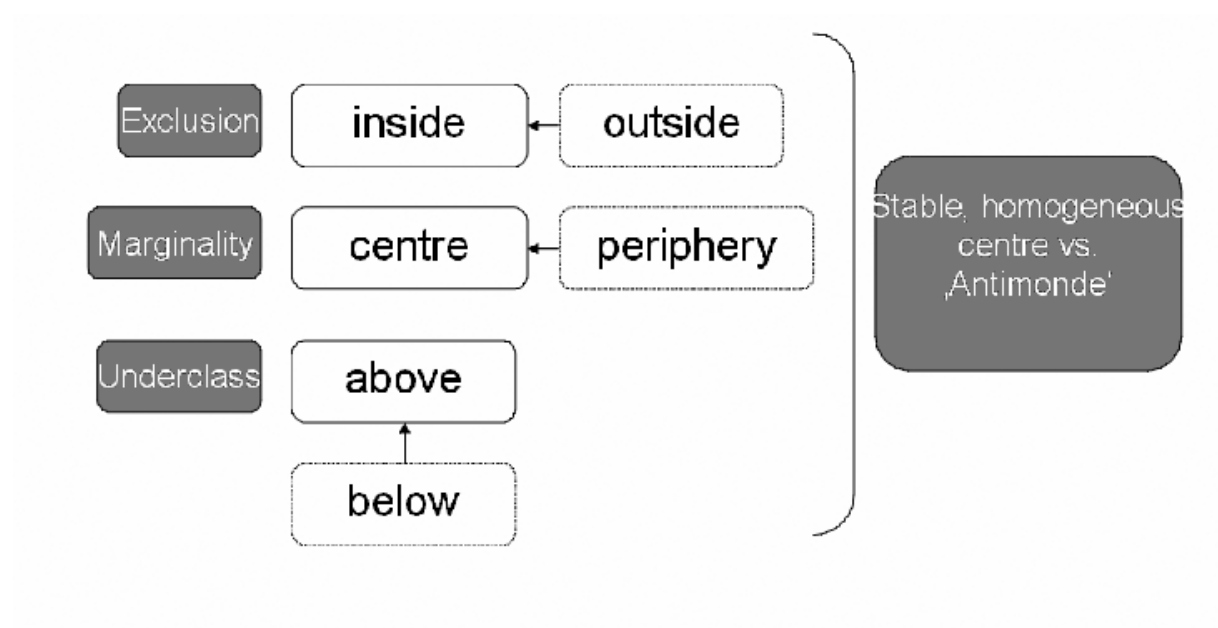 Exclusion
inside
outside
Marginality
centre
periphery
Underclass
above
below
Stable, homogeneous
centre vs.
‚Antimonde‘